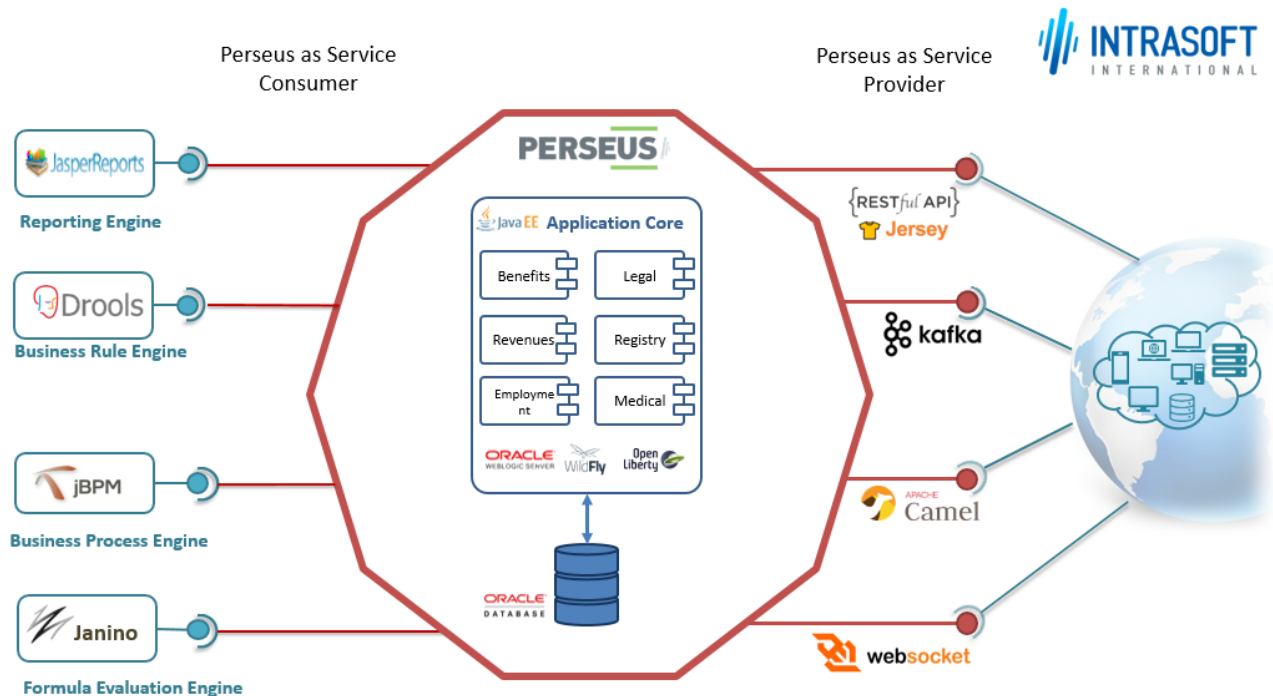 Perseus as Service
Consumer
Perseus as Service
Provider
INTRASOFT
INTERNATIONAL
JasperReports
Reporting Engine
Drools
Business Rule Engine
jBPM
Business Process Engine
Janino
Formula Evaluation Engine
PERSEUS
Java EE Application Core
Benefits
Legal
Revenues
Registry
Employme
nt
Medical
ORACLE
WEBLOGIC SERVER
WildFly
Open
Liberty
ORACLE
DATABASE
{RESTful API}
Jersey
kafka
APACHE
Camel
websocket